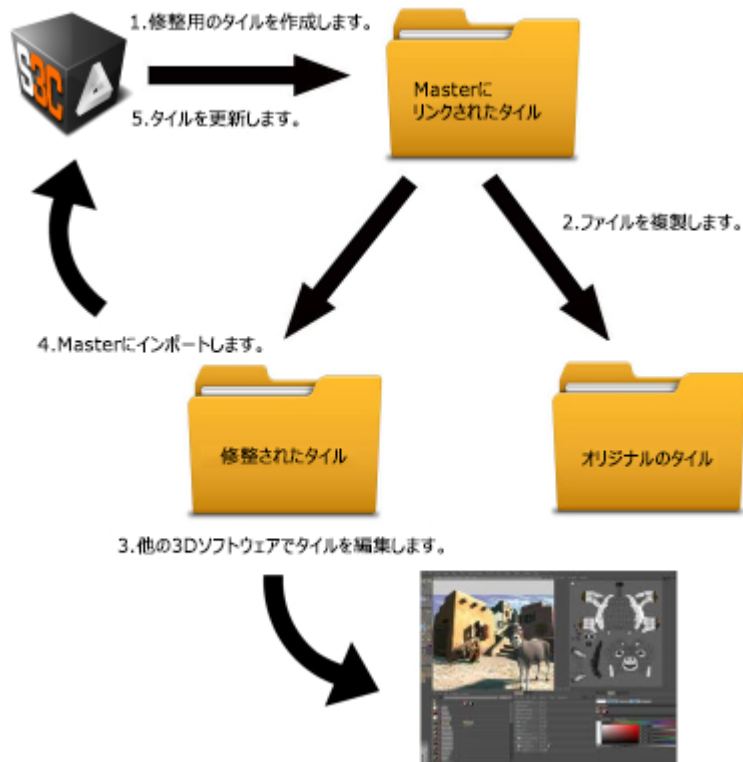 1.修整用のタイルを作成します。
S3C
5.タイルを更新します。
Masterに
リンクされたタイル
2.ファイルを複製します。
4.Masterにインポートします。
修整されたタイル
オリジナルのタイル
3.他の3Dソフトウェアでタイルを編集します。